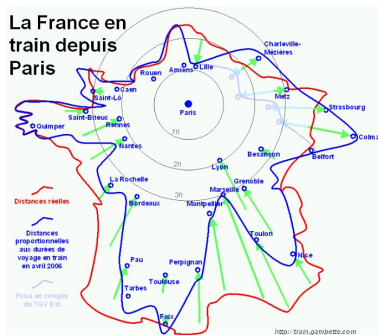 La France en
train depuis
Paris
Charleville-
Mézières
Lille
Amiens
Rouen
Metz
Caen
Saint-Lô
Strasbourg
Paris
Saint-Brieuc
Rennes
Quimper
1h
Colma
Nantes
Besançon
Belfort
Lyon
2h
La Rochelle
Grenoble
3h
Marseille
Distances réelles
Bordeaux
Montpellier
Distances
proportionnelles
aux durées de
voyage en train
en avril 2006
Toulon
Pau
Perpignan
Nice
Toulouse
Tarbes
Prise en compte
du TGV Est
Foix
http://train.gambette.com